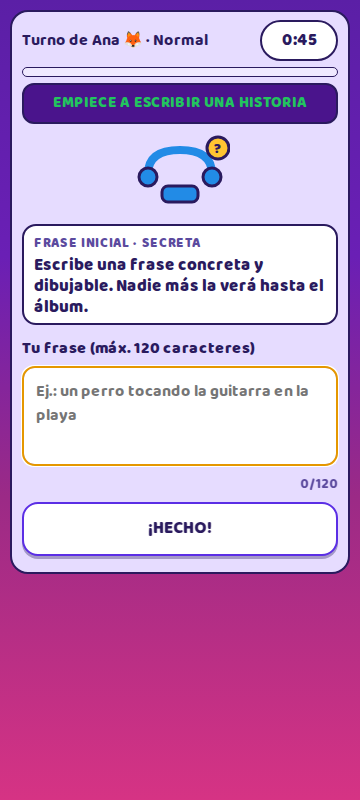 Turno de Ana 🦊 · Normal
0:45
EMPIECE A ESCRIBIR UNA HISTORIA
?
FRASE INICIAL · SECRETA
Escribe una frase concreta y
dibujable. Nadie más la verá hasta el
álbum.
Tu frase (máx. 120 caracteres)
Ej.: un perro tocando la guitarra en la
playa
0/120
¡HECHO!